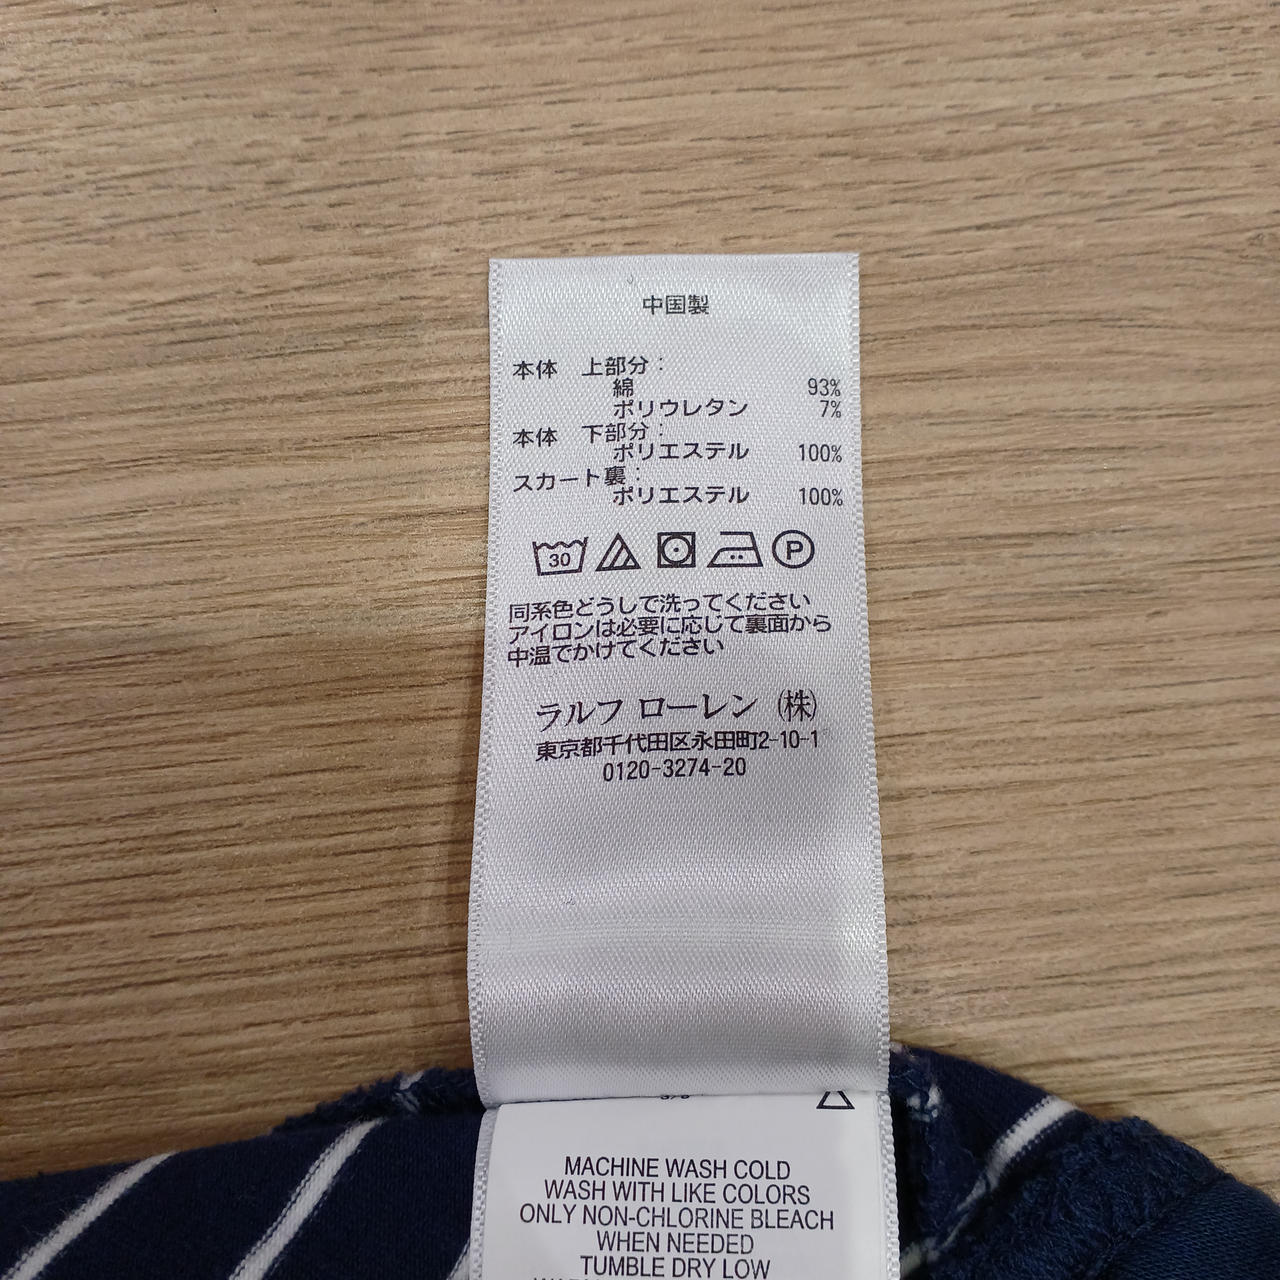 中国製
本体 上部分：
綿 93%
ポリウレタン 7%
本体 下部分：
ポリエステル 100%
スカート裏：
ポリエステル 100%
30 P
同系色どうしで洗ってください
アイロンは必要に応じて裏面から
中温でかけてください
ラルフ ローレン ㈱
東京都千代田区永田町2-10-1
0120-3274-20
MACHINE WASH COLD
WASH WITH LIKE COLORS
ONLY NON-CHLORINE BLEACH
WHEN NEEDED
TUMBLE DRY LOW